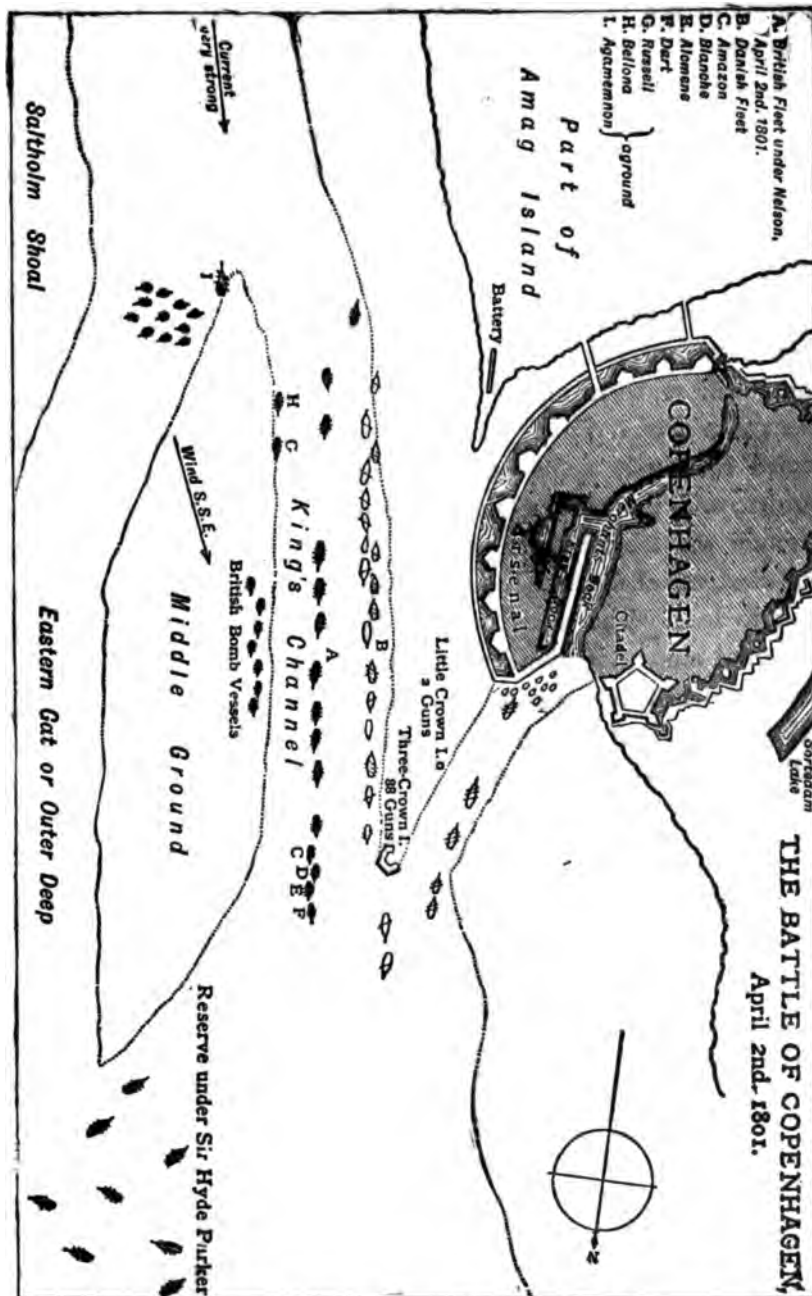 THE BATTLE OF COPENHAGEN,
April 2nd. 1801.
A. British Fleet under Nelson,
April 2nd. 1801.
B. Danish Fleet
C. Amazon
D. Blanche
E. Alcmene
F. Dart
G. Russell
H. Bellona
I. Agamemnon
} aground
Part of
Amag Island
Battery
COPENHAGEN
Arsenal
Citadel
Lake
Little Crown I.
2 Guns
Three-Crown I.
88 Guns
B
A
King's Channel
H
C
C
D
E
F
I
British Bomb Vessels
Wind S.S.E.
Middle Ground
Current
very strong
Saltholm Shoal
Eastern Gat or Outer Deep
Reserve under Sir Hyde Parker
N